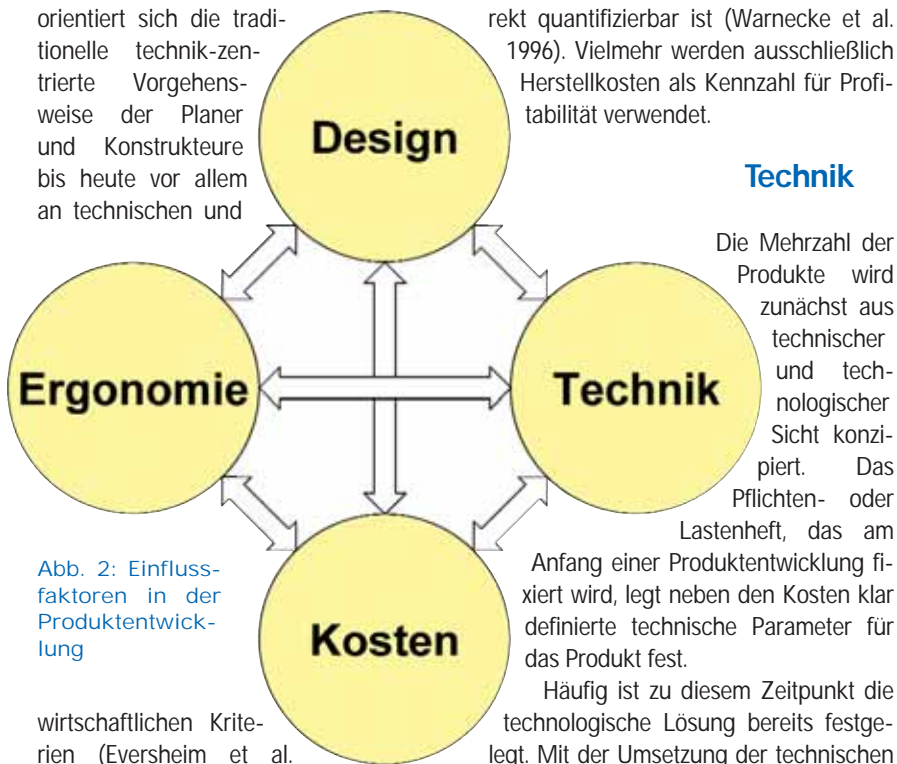 orientiert sich die tradi-
tionelle technik-zen-
trierte Vorgehens-
weise der Planer
und Konstrukteure
bis heute vor allem
an technischen und
Design
Ergonomie
Technik
Kosten
Abb. 2: Einfluss-
faktoren in der
Produktentwick-
lung
wirtschaftlichen Krite-
rien (Eversheim et al.
rekt quantifizierbar ist (Warnecke et al.
1996). Vielmehr werden ausschließlich
Herstellkosten als Kennzahl für Profi-
tabilität verwendet.
Technik
Die Mehrzahl der
Produkte wird
zunächst aus
technischer
und tech-
nologischer
Sicht konzi-
piert. Das
Pflichten- oder
Lastenheft, das am
Anfang einer Produktentwicklung fi-
xiert wird, legt neben den Kosten klar
definierte technische Parameter für
das Produkt fest.
Häufig ist zu diesem Zeitpunkt die
technologische Lösung bereits festge-
legt. Mit der Umsetzung der technischen